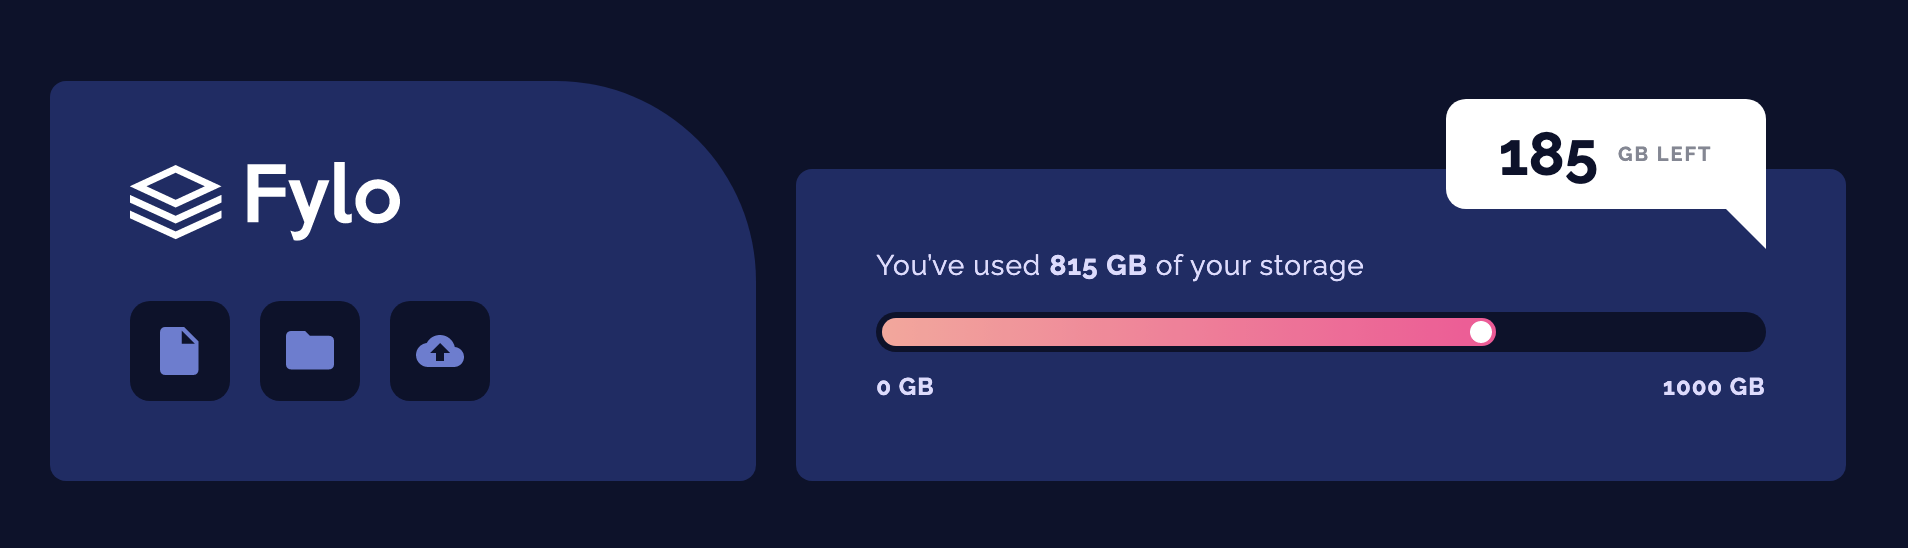 Fylo
185 GB LEFT
You’ve used 815 GB of your storage
0 GB
1000 GB